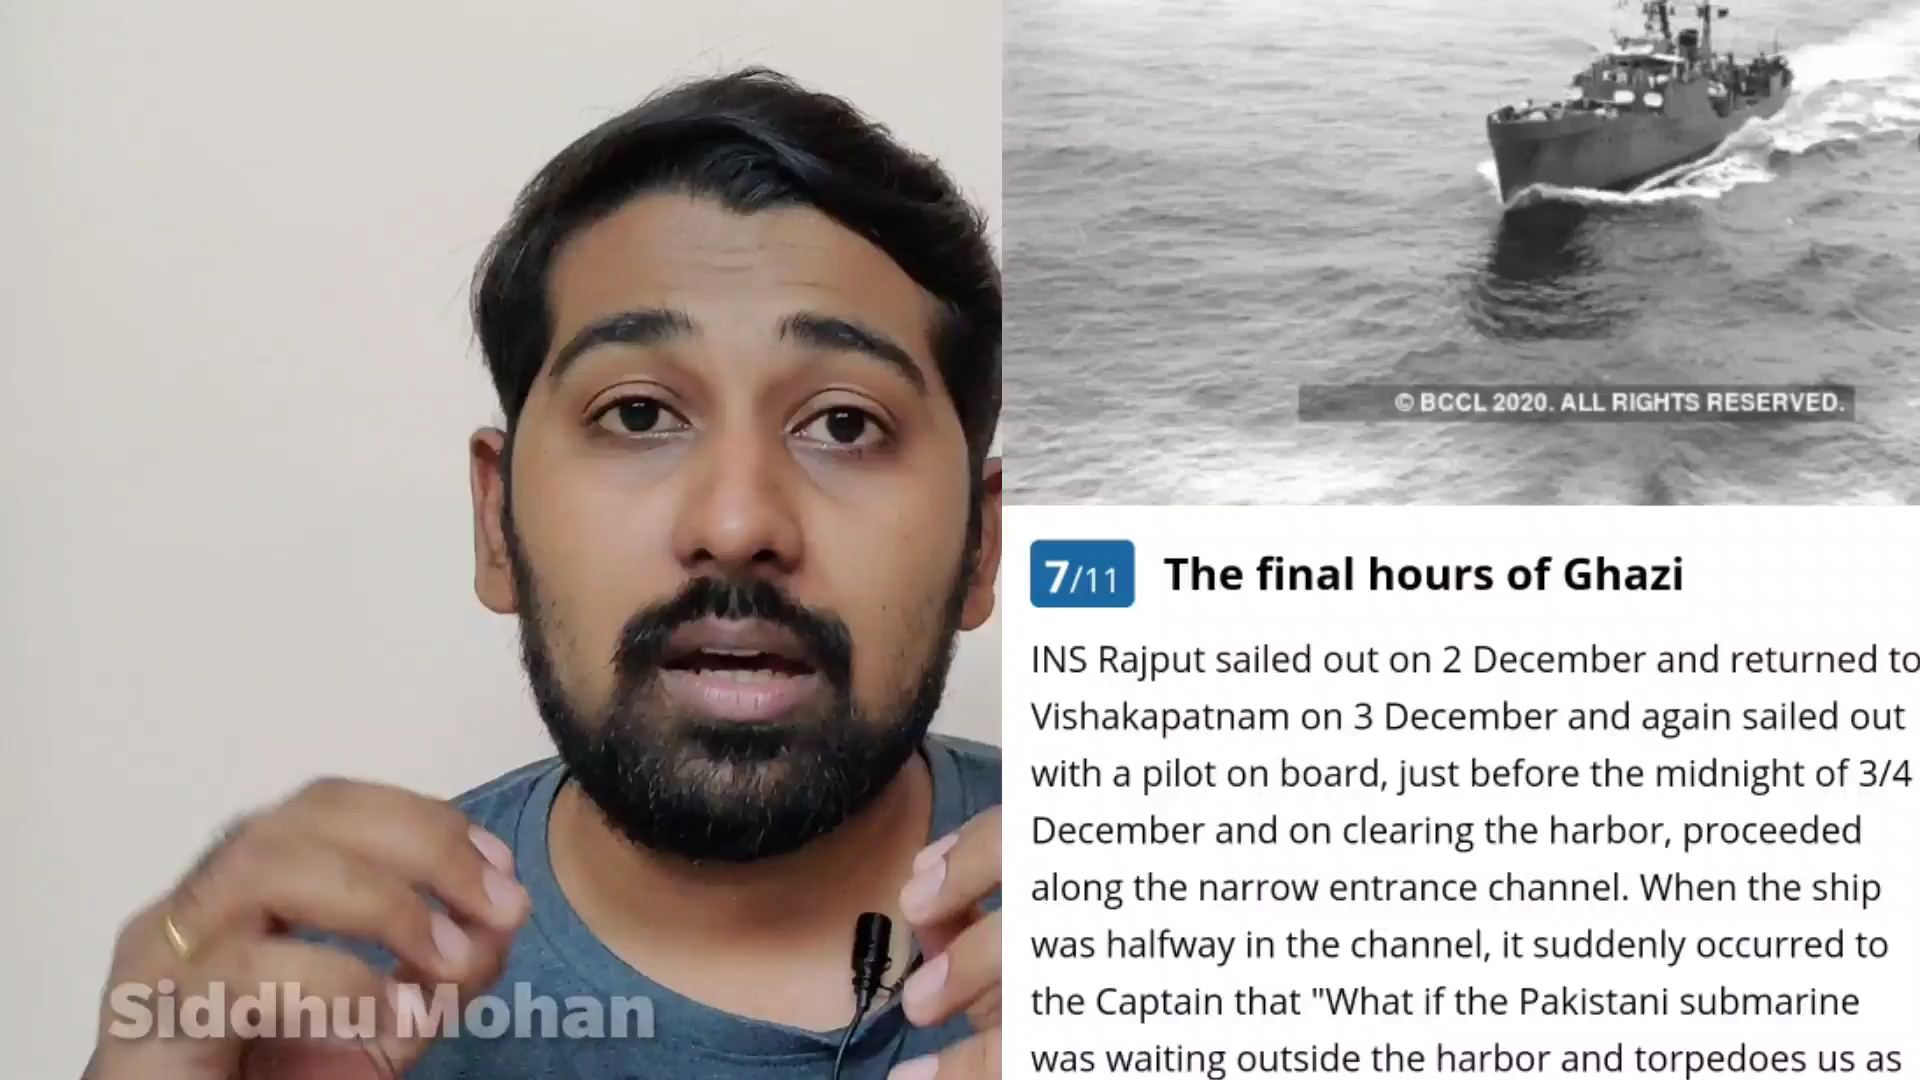 © BCCL 2020. ALL RIGHTS RESERVED.
7/11 The final hours of Ghazi
INS Rajput sailed out on 2 December and returned to
Vishakapatnam on 3 December and again sailed out
with a pilot on board, just before the midnight of 3/4
December and on clearing the harbor, proceeded
along the narrow entrance channel. When the ship
was halfway in the channel, it suddenly occurred to
the Captain that "What if the Pakistani submarine
was waiting outside the harbor and torpedoes us as
Siddhu Mohan